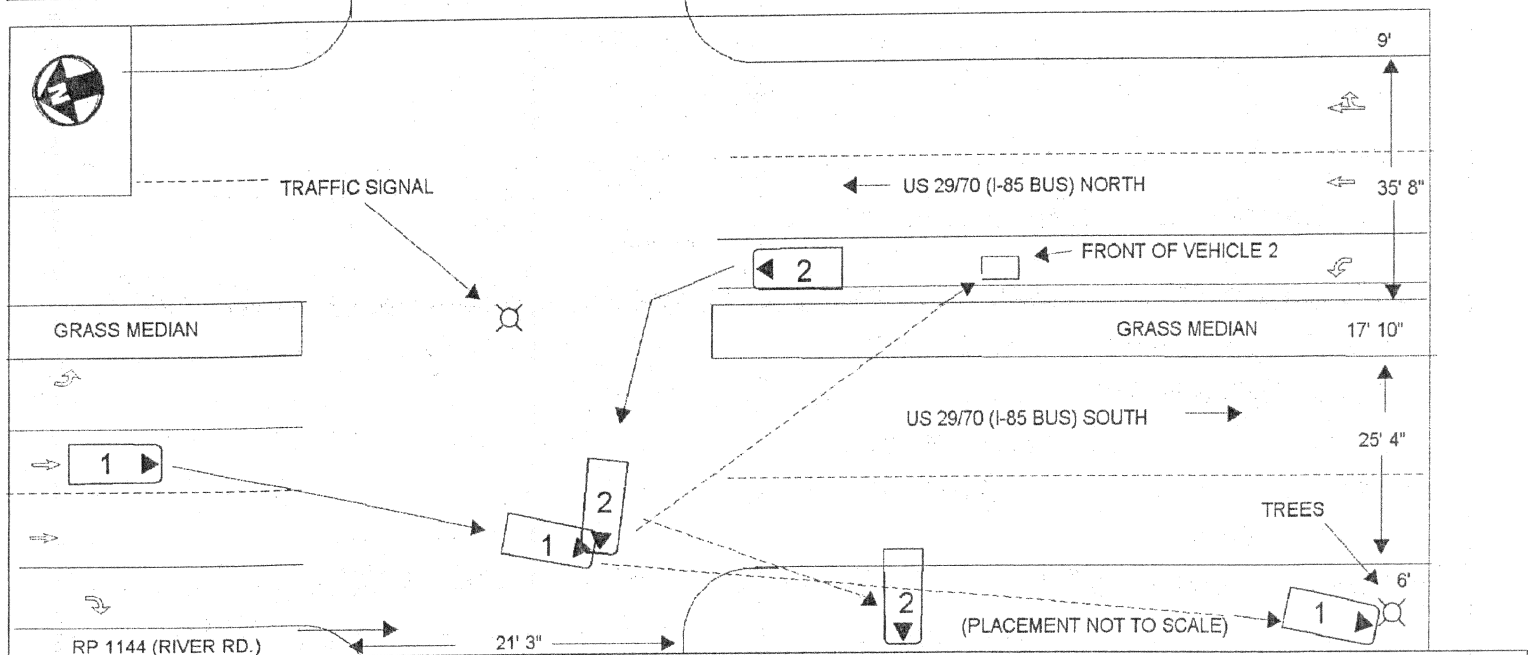 N
9'
TRAFFIC SIGNAL
US 29/70 (I-85 BUS) NORTH
35' 8"
2
FRONT OF VEHICLE 2
GRASS MEDIAN
GRASS MEDIAN
17' 10"
US 29/70 (I-85 BUS) SOUTH
25' 4"
1
2
1
TREES
6'
2
1
(PLACEMENT NOT TO SCALE)
RP 1144 (RIVER RD.)
21' 3"